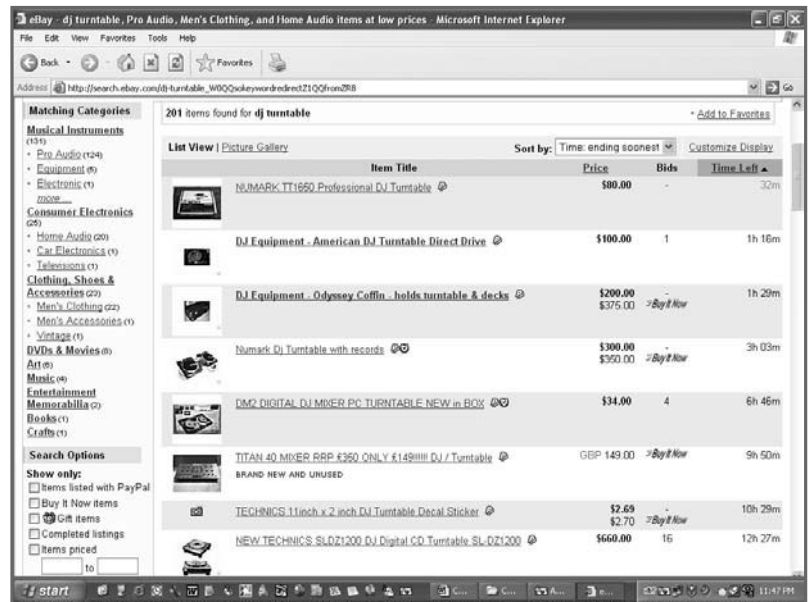 eBay - dj turntable, Pro Audio, Men's Clothing, and Home Audio items at low prices - Microsoft Internet Explorer
File Edit View Favorites Tools Help
Back Favorites
Address http://search.ebay.com/dj-turntable_W0QQsokeywordredirectZ1QQfromZR8 Go
Matching Categories
Musical Instruments
(131)
· Pro Audio (124)
· Equipment (6)
· Electronic (1)
more ...
Consumer Electronics
(25)
· Home Audio (20)
· Car Electronics (1)
· Televisions (1)
Clothing, Shoes &
Accessories (23)
· Men's Clothing (22)
· Men's Accessories (1)
· Vintage (1)
DVDs & Movies (8)
Art (6)
Music (4)
Entertainment
Memorabilia (2)
Books (1)
Crafts (1)
Search Options
Show only:
Items listed with PayPal
Buy It Now items
Gift items
Completed listings
Items priced
to
201 items found for dj turntable
· Add to Favorites
List View | Picture Gallery
Sort by: Time: ending soonest Customize Display
Item Title Price Bids Time Left
NUMARK TT1650 Professional DJ Turntable $80.00 - 32m
DJ Equipment - American DJ Turntable Direct Drive $100.00 1 1h 16m
DJ Equipment - Odyssey Coffin - holds turntable & decks $200.00 - 1h 29m
$375.00 Buy It Now
Numark Dj Turntable with records $300.00 - 3h 03m
$350.00 Buy It Now
DM2 DIGITAL DJ MIXER PC TURNTABLE NEW in BOX $34.00 4 6h 46m
TITAN 40 MIXER RRP £350 ONLY £149!!!!!! DJ / Turntable GBP 149.00 Buy It Now 9h 50m
BRAND NEW AND UNUSED
TECHNICS 11inch x 2 inch DJ Turntable Decal Sticker $2.69 - 10h 29m
$2.70 Buy It Now
NEW TECHNICS SLDZ1200 DJ Digital CD Turntable SL-DZ1200 $660.00 16 12h 27m
start C... C... A... e... 11:47 PM